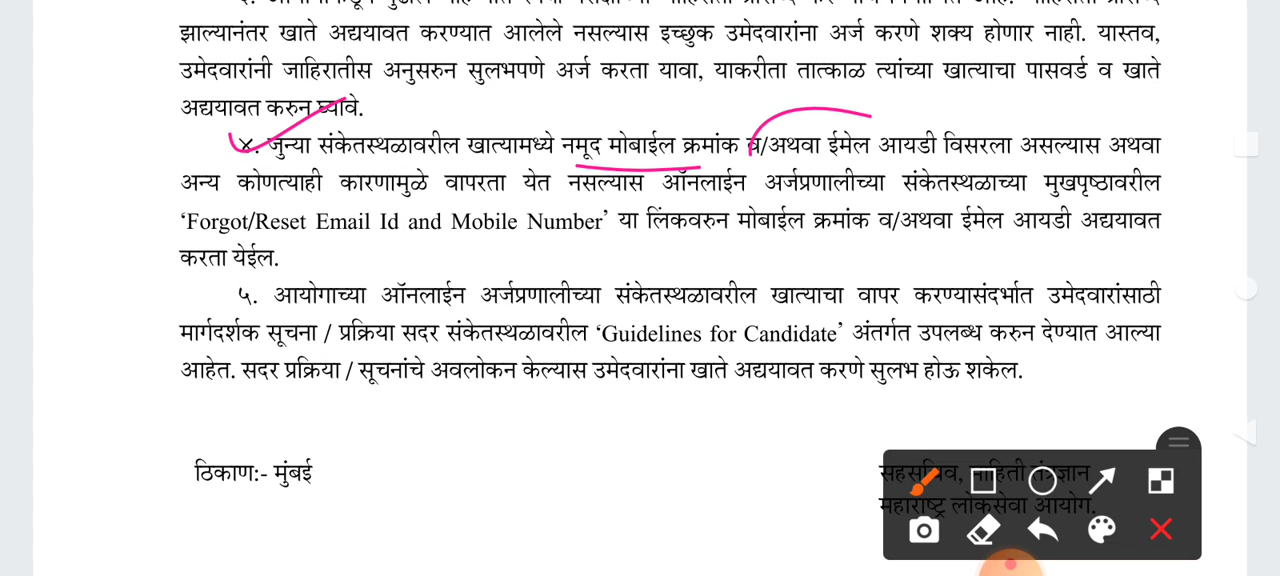 झाल्यानंतर खाते अद्ययावत करण्यात आलेले नसल्यास इच्छुक उमेदवारांना अर्ज करणे शक्य होणार नाही. यास्तव,
उमेदवारांनी जाहिरातीस अनुसरुन सुलभपणे अर्ज करता यावा, याकरीता तात्काळ त्यांच्या खात्याचा पासवर्ड व खाते
अद्ययावत करुन घ्यावे.
४. जुन्या संकेतस्थळावरील खात्यामध्ये नमूद मोबाईल क्रमांक व/अथवा ईमेल आयडी विसरला असल्यास अथवा
अन्य कोणत्याही कारणामुळे वापरता येत नसल्यास ऑनलाईन अर्जप्रणालीच्या संकेतस्थळाच्या मुखपृष्ठावरील
‘Forgot/Reset Email Id and Mobile Number’ या लिंकवरुन मोबाईल क्रमांक व/अथवा ईमेल आयडी अद्ययावत
करता येईल.
५. आयोगाच्या ऑनलाईन अर्जप्रणालीच्या संकेतस्थळावरील खात्याचा वापर करण्यासंदर्भात उमेदवारांसाठी
मार्गदर्शक सूचना / प्रक्रिया सदर संकेतस्थळावरील ‘Guidelines for Candidate’ अंतर्गत उपलब्ध करुन देण्यात आल्या
आहेत. सदर प्रक्रिया / सूचनांचे अवलोकन केल्यास उमेदवारांना खाते अद्ययावत करणे सुलभ होऊ शकेल.
ठिकाण:- मुंबई
सहसचिव, माहिती तंत्रज्ञान
महाराष्ट्र लोकसेवा आयोग.